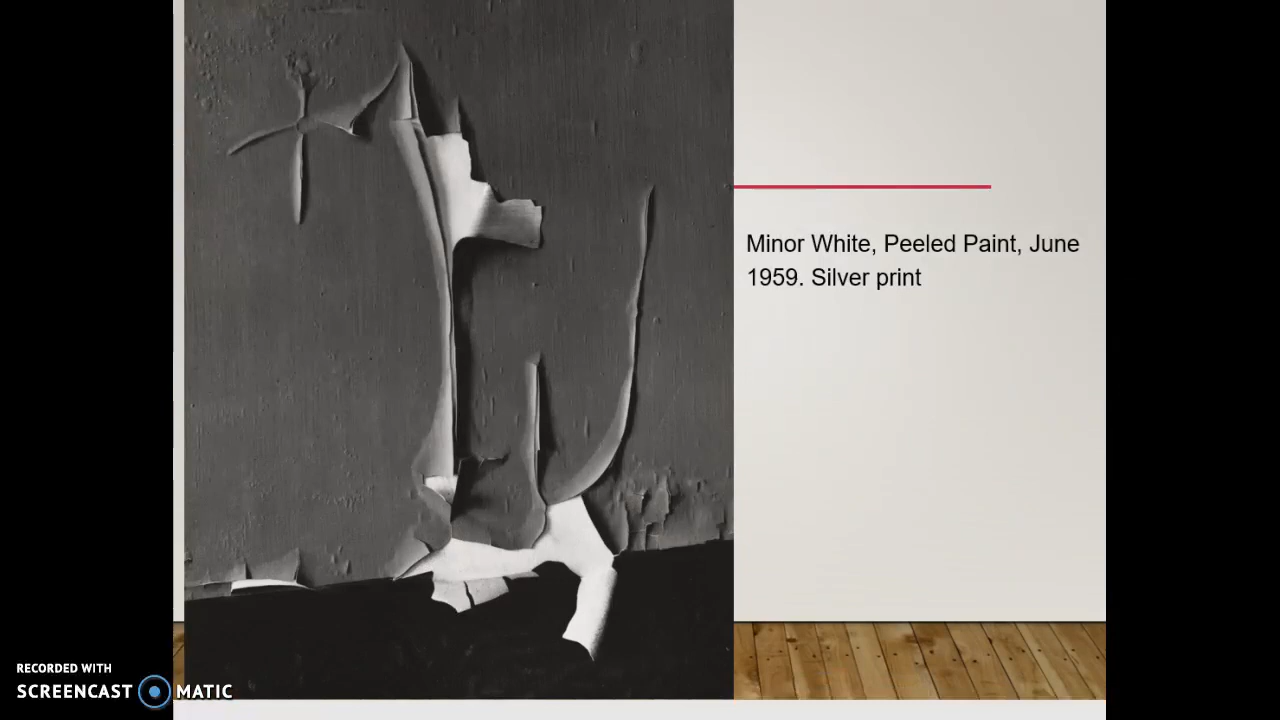 Minor White, Peeled Paint, June
1959. Silver print
RECORDED WITH
SCREENCAST MATIC